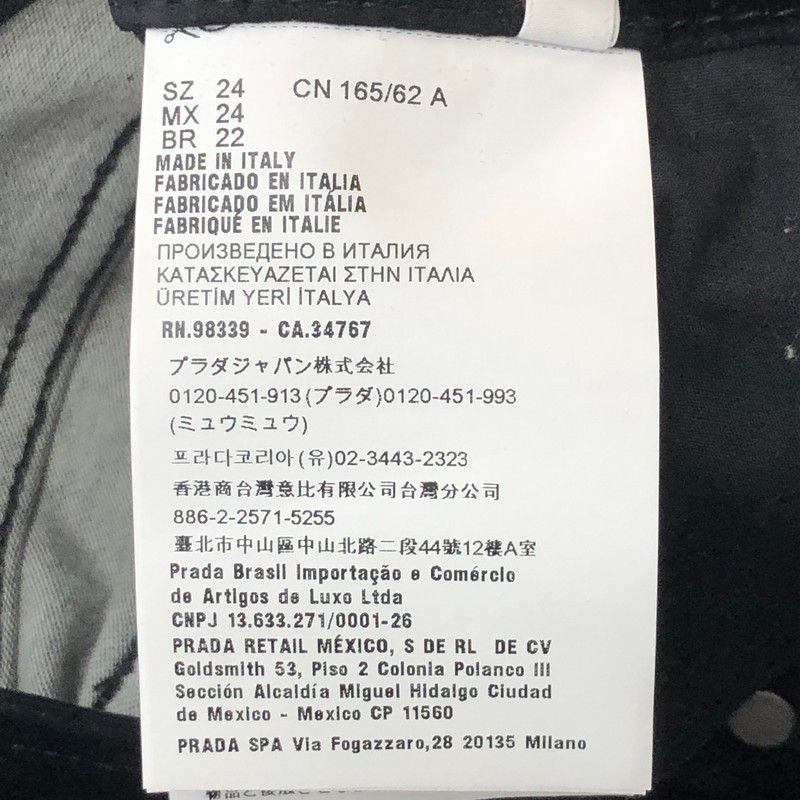 SZ 24 CN 165/62 A
MX 24
BR 22
MADE IN ITALY
FABRICADO EN ITALIA
FABRICADO EM ITÁLIA
FABRIQUÉ EN ITALIE
ПРОИЗВЕДЕНО В ИТАЛИЯ
ΚΑΤΑΣΚΕΥΑΖΕΤΑΙ ΣΤΗΝ ΙΤΑΛΙΑ
ÜRETİM YERİ İTALYA
RN.98339 - CA.34767
プラダジャパン株式会社
0120-451-913(プラダ)0120-451-993
(ミュウミュウ)
프라다코리아(유)02-3443-2323
香港商台灣意比有限公司台灣分公司
886-2-2571-5255
臺北市中山區中山北路二段44號12樓A室
Prada Brasil Importação e Comércio
de Artigos de Luxo Ltda
CNPJ 13.633.271/0001-26
PRADA RETAIL MÉXICO, S DE RL DE CV
Goldsmith 53, Piso 2 Colonia Polanco III
Sección Alcaldía Miguel Hidalgo Ciudad
de Mexico - Mexico CP 11560
PRADA SPA Via Fogazzaro,28 20135 Milano